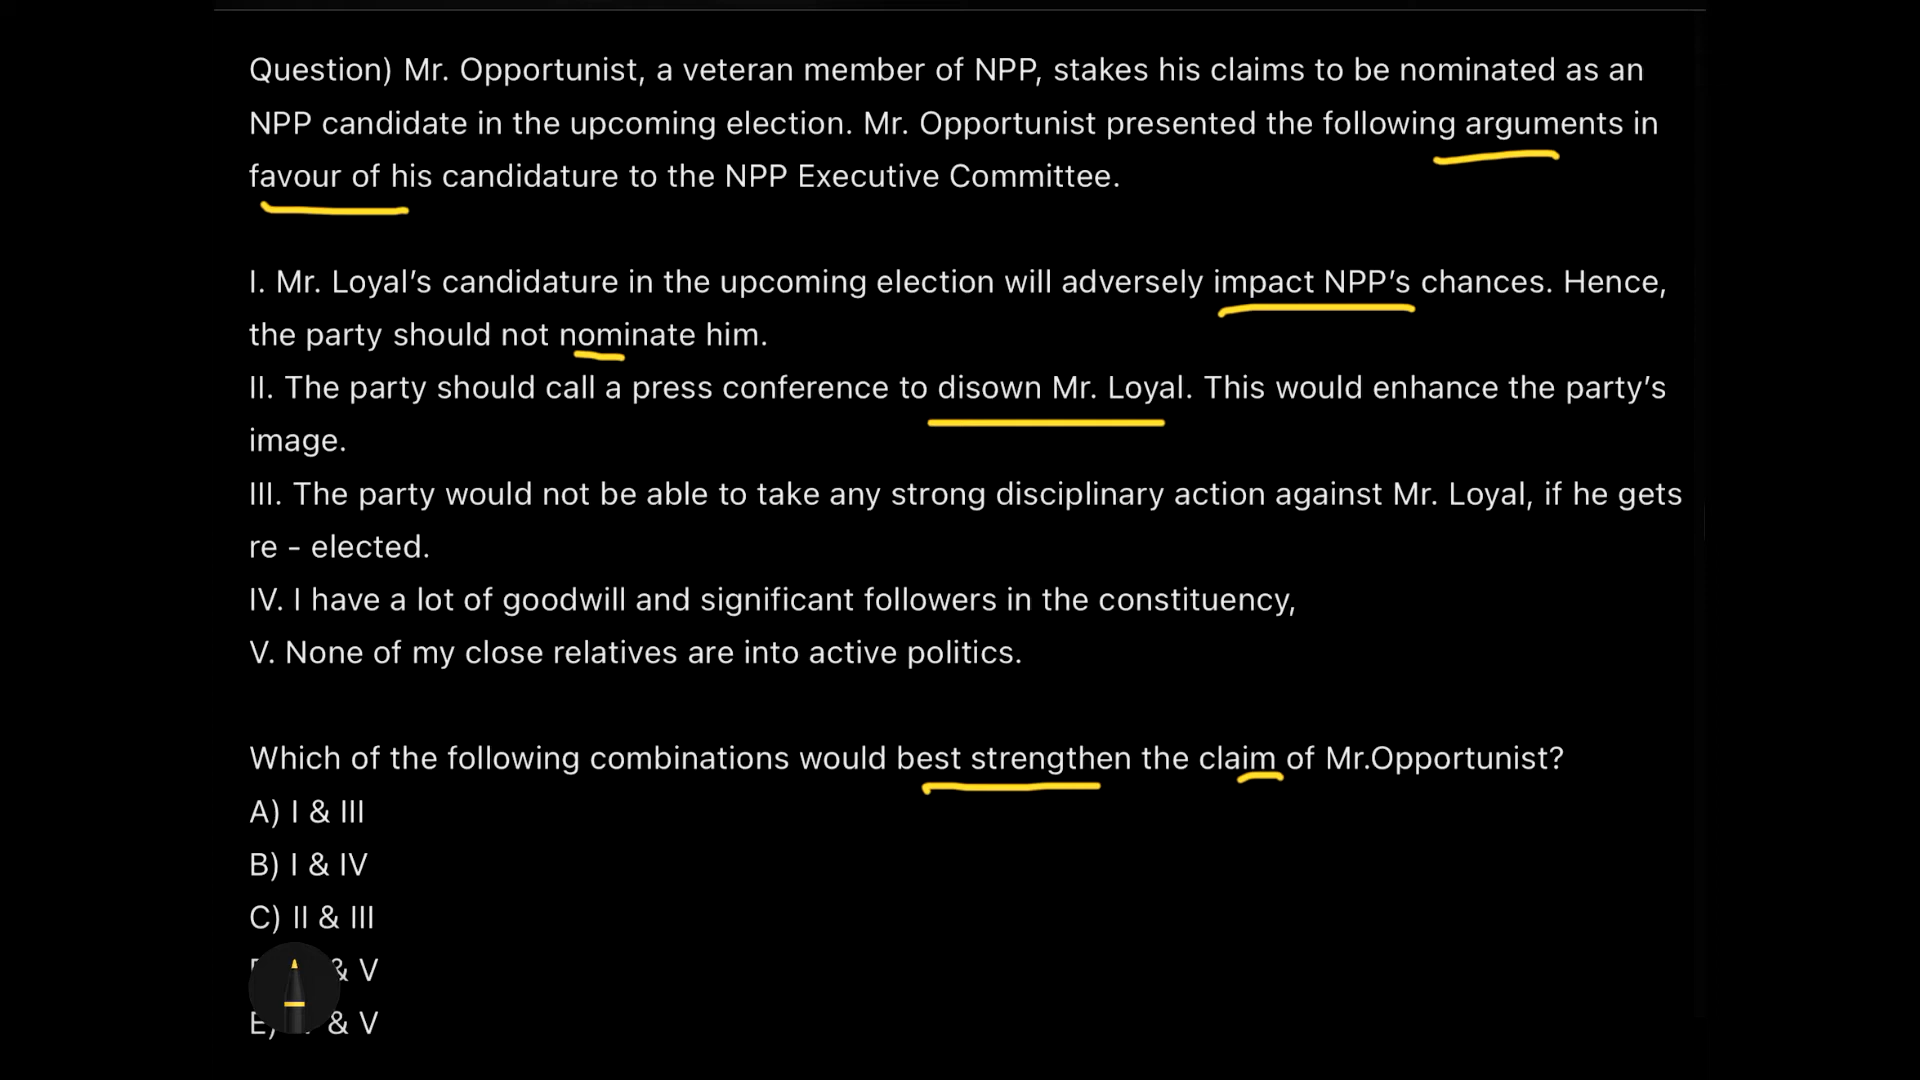 Question) Mr. Opportunist, a veteran member of NPP, stakes his claims to be nominated as an
NPP candidate in the upcoming election. Mr. Opportunist presented the following arguments in
favour of his candidature to the NPP Executive Committee.
I. Mr. Loyal’s candidature in the upcoming election will adversely impact NPP’s chances. Hence,
the party should not nominate him.
II. The party should call a press conference to disown Mr. Loyal. This would enhance the party’s
image.
III. The party would not be able to take any strong disciplinary action against Mr. Loyal, if he gets
re - elected.
IV. I have a lot of goodwill and significant followers in the constituency,
V. None of my close relatives are into active politics.
Which of the following combinations would best strengthen the claim of Mr.Opportunist?
A) I & III
B) I & IV
C) II & III
& V
E) & V